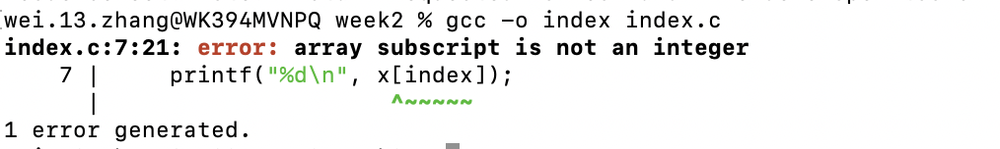 wei.13.zhang@WK394MVNPQ week2 % gcc -o index index.c
index.c:7:21: error: array subscript is not an integer
    7 |     printf("%d\n", x[index]);
      |                     ^~~~~~
1 error generated.